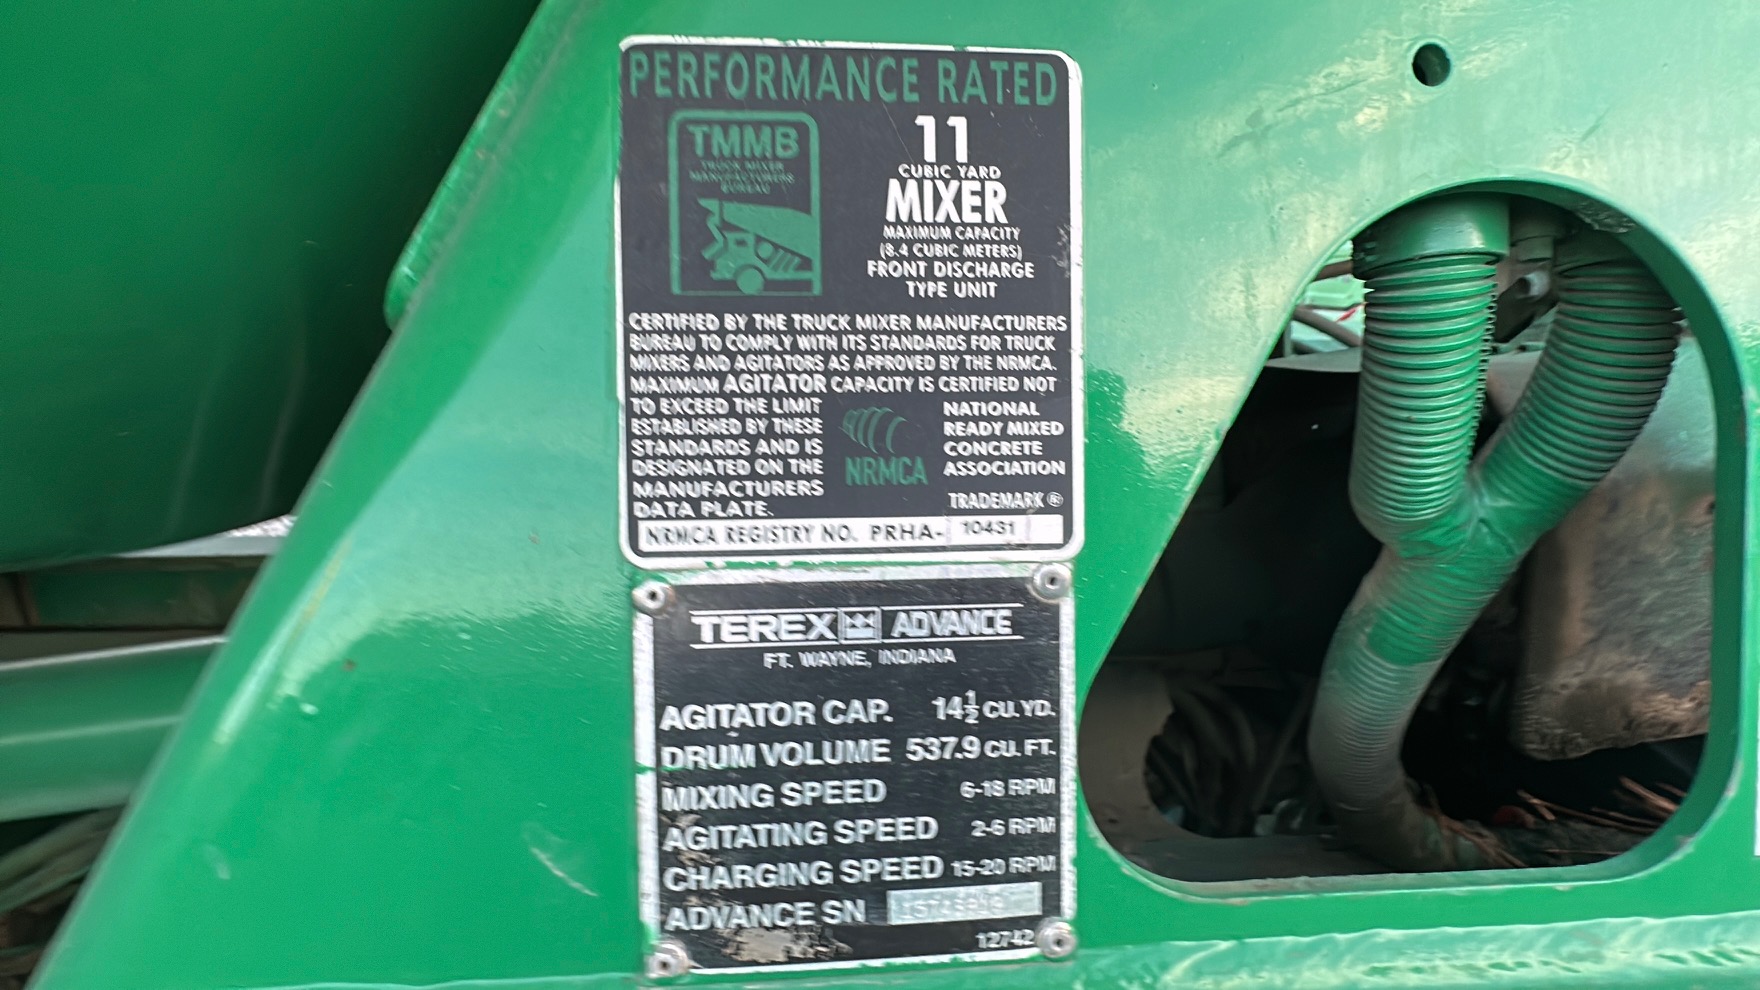 PERFORMANCE RATED
TMMB
TRUCK MIXER
MANUFACTURERS
BUREAU
11
CUBIC YARD
MIXER
MAXIMUM CAPACITY
(8.4 CUBIC METERS)
FRONT DISCHARGE
TYPE UNIT
CERTIFIED BY THE TRUCK MIXER MANUFACTURERS
BUREAU TO COMPLY WITH ITS STANDARDS FOR TRUCK
MIXERS AND AGITATORS AS APPROVED BY THE NRMCA.
MAXIMUM AGITATOR CAPACITY IS CERTIFIED NOT
TO EXCEED THE LIMIT
ESTABLISHED BY THESE
STANDARDS AND IS
DESIGNATED ON THE
MANUFACTURERS
DATA PLATE.
NRMCA
NATIONAL
READY MIXED
CONCRETE
ASSOCIATION
TRADEMARK ®
NRMCA REGISTRY NO. PRHA- 10431
TEREX ADVANCE
FT. WAYNE, INDIANA
AGITATOR CAP. 14½ CU. YD.
DRUM VOLUME 537.9 CU. FT.
MIXING SPEED 6-18 RPM
AGITATING SPEED 2-6 RPM
CHARGING SPEED 15-20 RPM
ADVANCE SN
12742